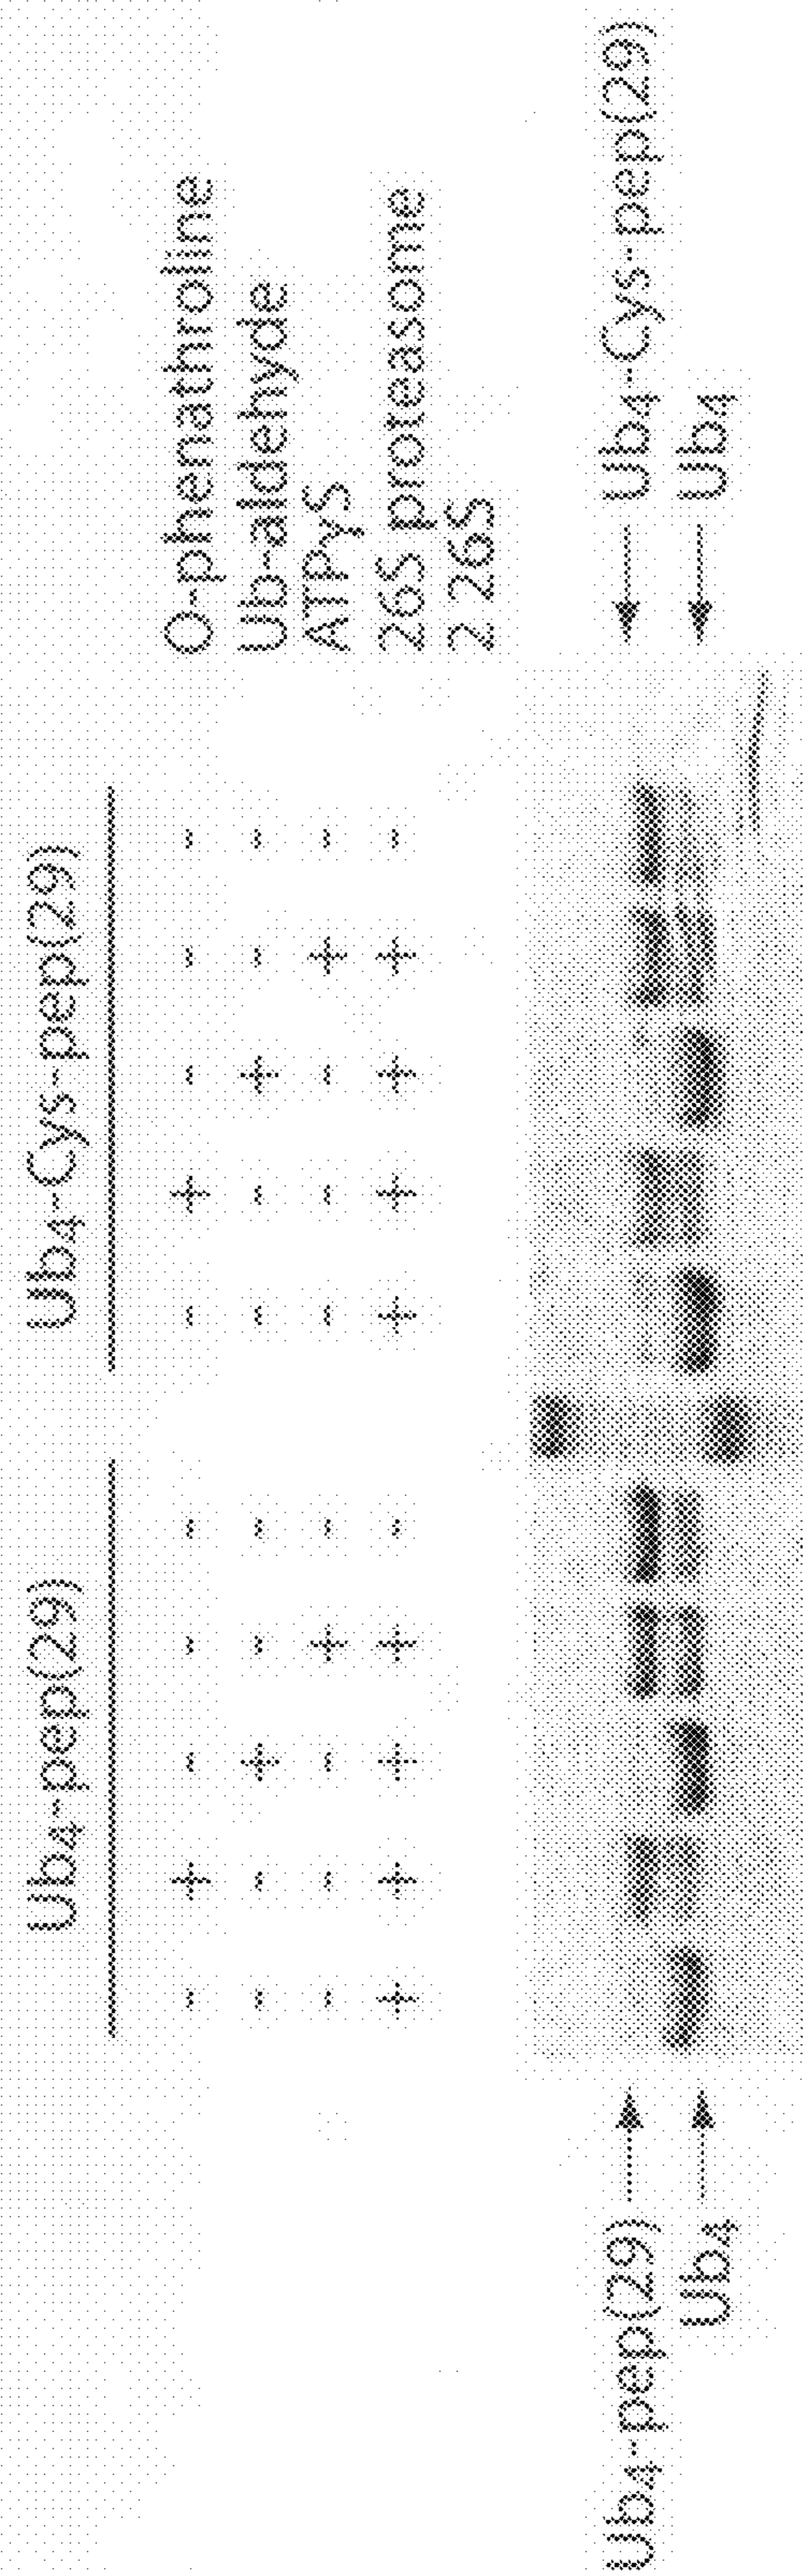 Ub4-pep(29) Ub4-Cys-pep(29)
- + - - - - + - - - O-phenathroline
- - + - - - - + - - Ub-aldehyde
- - - + - - - - + - ATPγS
+ + + + - + + + + - 26S proteasome
2 26S
Ub4-pep(29) Ub4-Cys-pep(29)
Ub4 Ub4